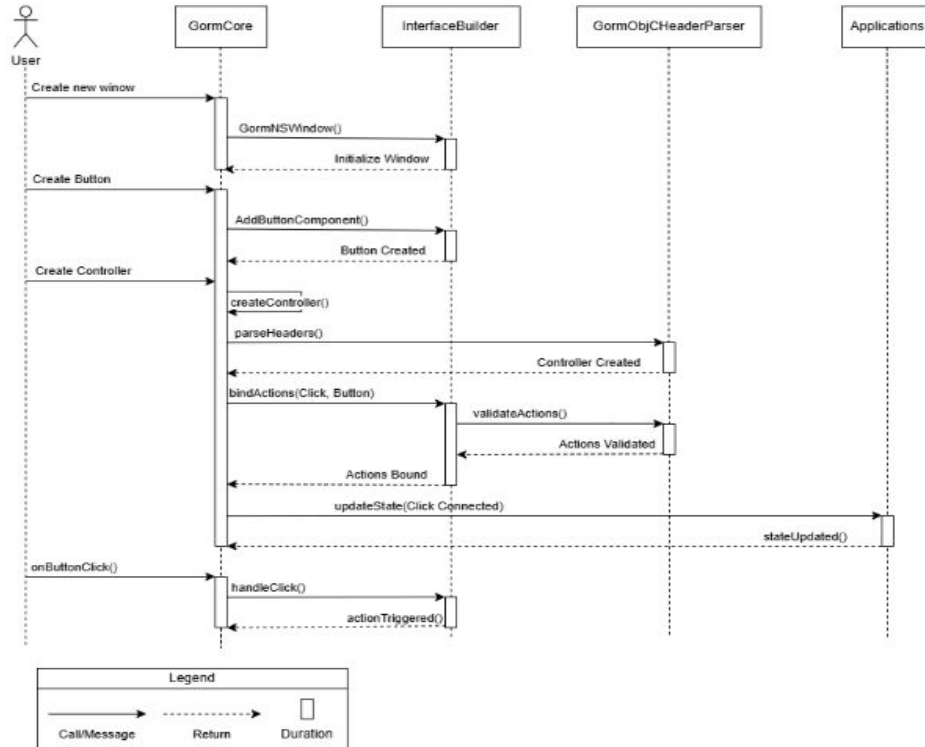 GormCore
InterfaceBuilder
GormObjCHeaderParser
Applications
User
Create new winow
GormNSWindow()
Initialize Window
Create Button
AddButtonComponent()
Button Created
Create Controller
createController()
parseHeaders()
Controller Created
bindActions(Click, Button)
validateActions()
Actions Validated
Actions Bound
updateState(Click Connected)
stateUpdated()
onButtonClick()
handleClick()
actionTriggered()
Legend
Call/Message
Return
Duration